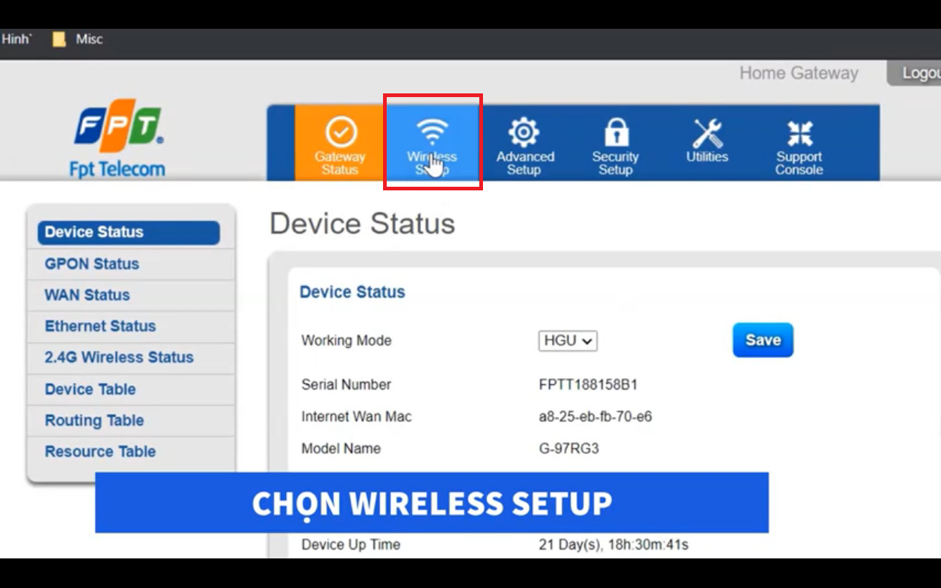 Hinh`
Misc
Home Gateway
FPT
Fpt Telecom
Gateway
Status
Wireless
Advanced
Setup
Security
Setup
Utilities
Support
Console
Device Status
Device Status
GPON Status
WAN Status
Ethernet Status
2.4G Wireless Status
Device Table
Routing Table
Resource Table
Device Status
Working Mode HGU Save
Serial Number FPTT188158B1
Internet Wan Mac a8-25-eb-fb-70-e6
Model Name G-97RG3
CHỌN WIRELESS SETUP
Device Up Time 21 Day(s), 18h:30m:41s